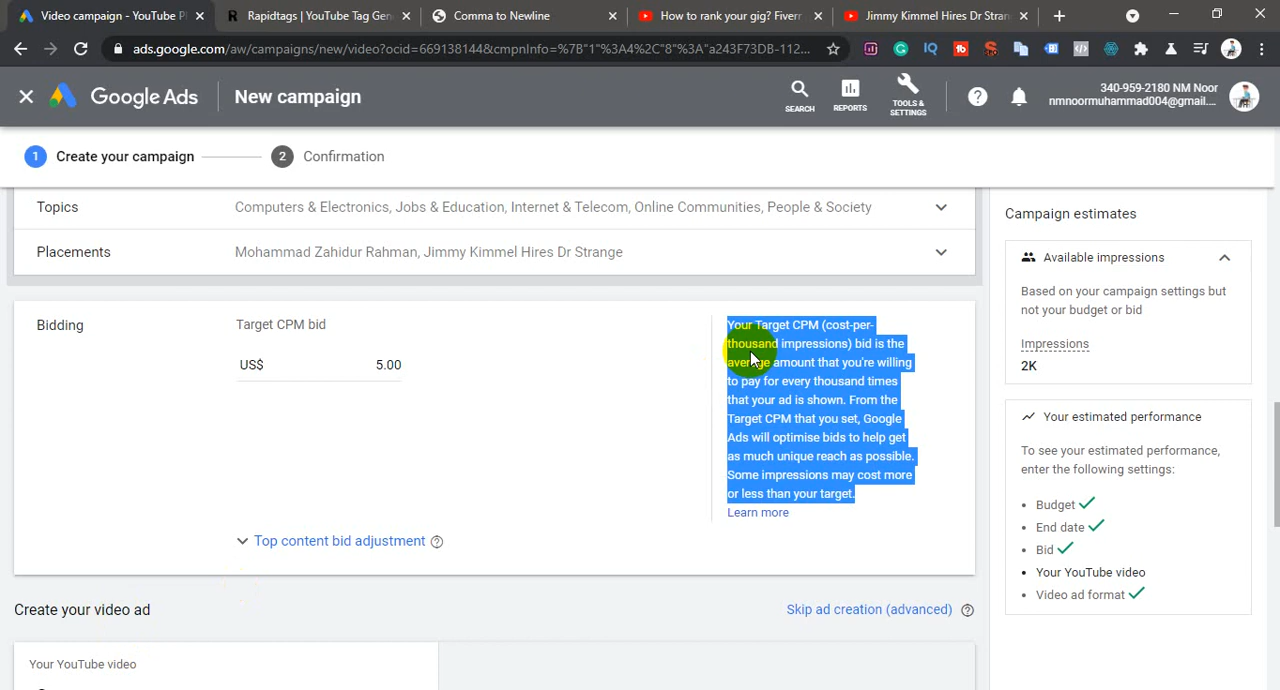 Video campaign - YouTube P
Rapidtags | YouTube Tag Gen
Comma to Newline
How to rank your gig? Fiverr
Jimmy Kimmel Hires Dr Stran
ads.google.com/aw/campaigns/new/video?ocid=669138144&cmpnInfo=%7B"1"%3A4%2C"8"%3A"a243F73DB-112...
Google Ads
New campaign
SEARCH
REPORTS
TOOLS &
SETTINGS
340-959-2180 NM Noor
nmnoormuhammad004@gmail....
1 Create your campaign
2 Confirmation
Topics
Computers & Electronics, Jobs & Education, Internet & Telecom, Online Communities, People & Society
Placements
Mohammad Zahidur Rahman, Jimmy Kimmel Hires Dr Strange
Bidding
Target CPM bid
US$ 5.00
Your Target CPM (cost-per-
thousand impressions) bid is the
average amount that you're willing
to pay for every thousand times
that your ad is shown. From the
Target CPM that you set, Google
Ads will optimise bids to help get
as much unique reach as possible.
Some impressions may cost more
or less than your target.
Learn more
Top content bid adjustment
Create your video ad
Skip ad creation (advanced)
Your YouTube video
Campaign estimates
Available impressions
Based on your campaign settings but
not your budget or bid
Impressions
2K
Your estimated performance
To see your estimated performance,
enter the following settings:
• Budget
• End date
• Bid
• Your YouTube video
• Video ad format